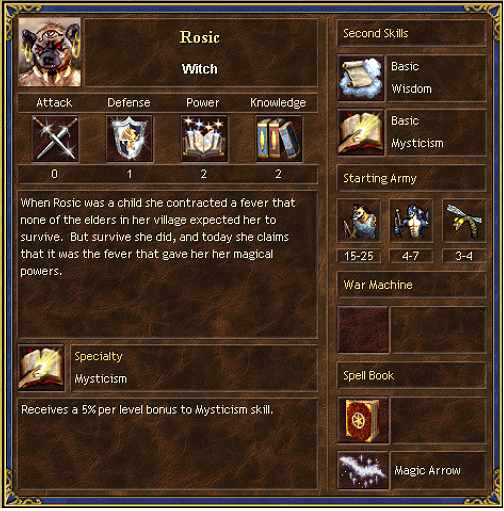 Rosic
Witch
Attack Defense Power Knowledge
0 1 2 2
When Rosic was a child she contracted a fever that
none of the elders in her village expected her to
survive. But survive she did, and today she claims
that it was the fever that gave her her magical
powers.
Specialty
Mysticism
Receives a 5% per level bonus to Mysticism skill.
Second Skills
Basic
Wisdom
Basic
Mysticism
Starting Army
15-25 4-7 3-4
War Machine
Spell Book
Magic Arrow